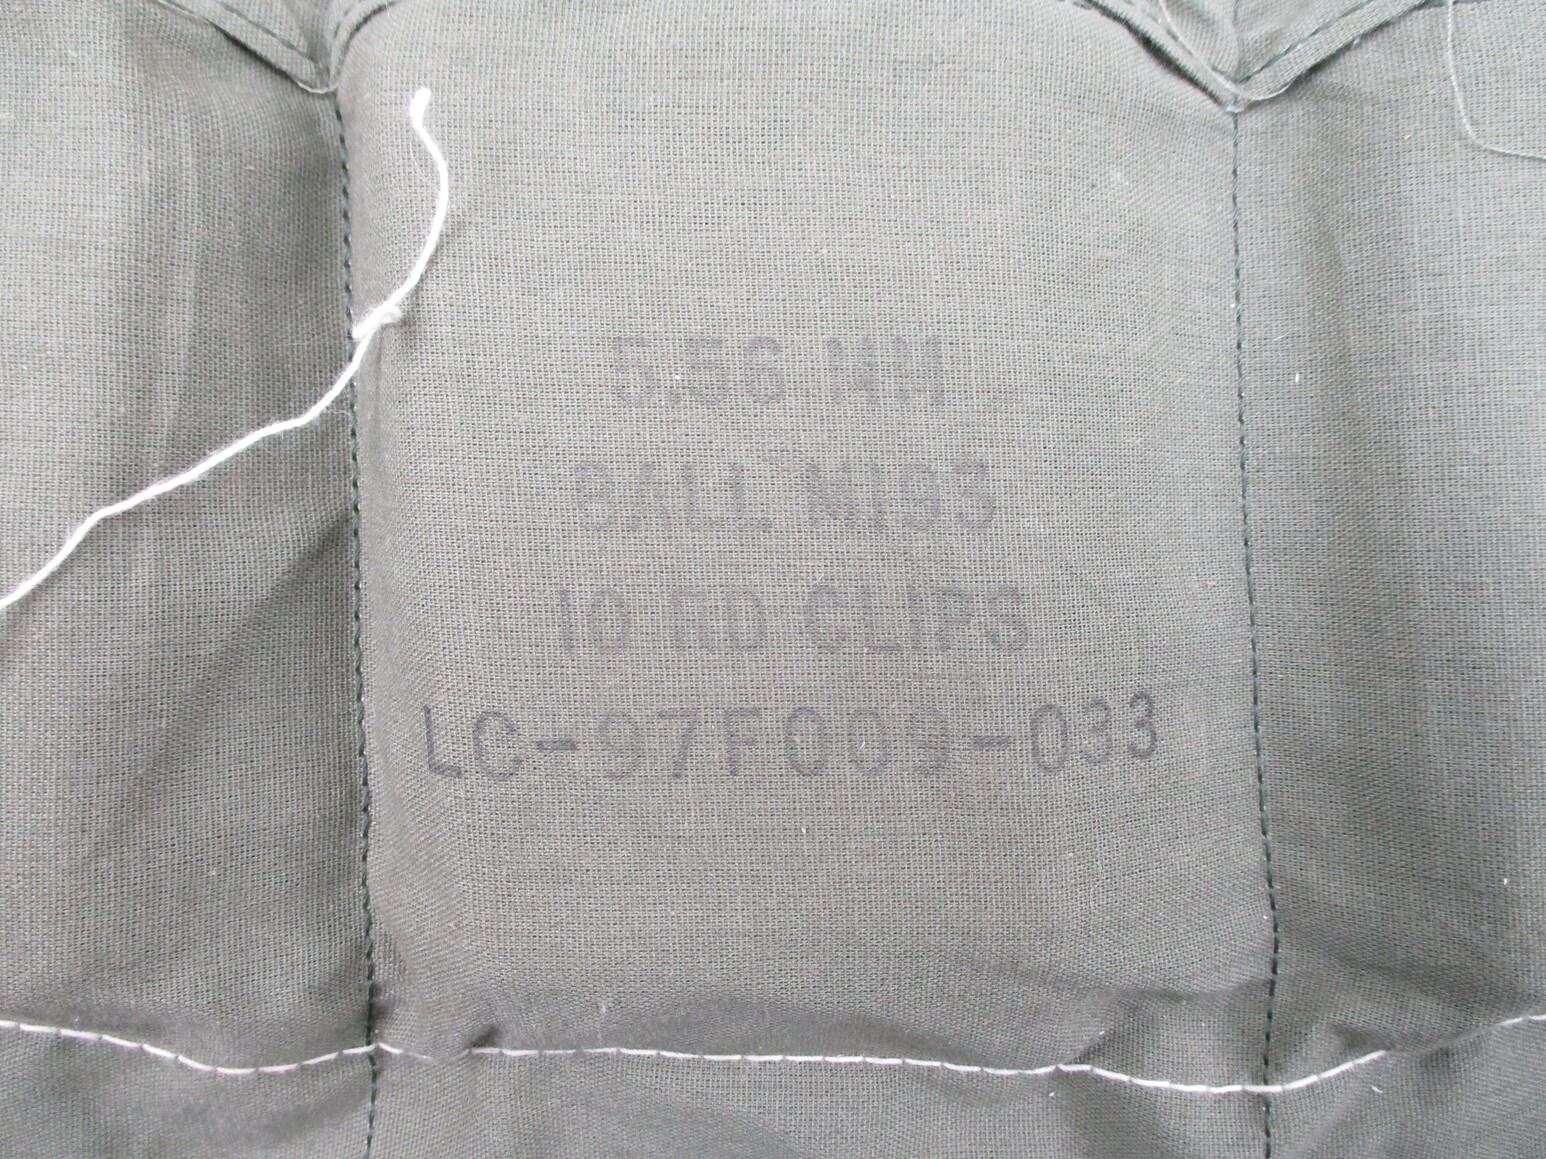 5.56 MM
BALL M193
10 RD CLIPS
LC-97F009-033